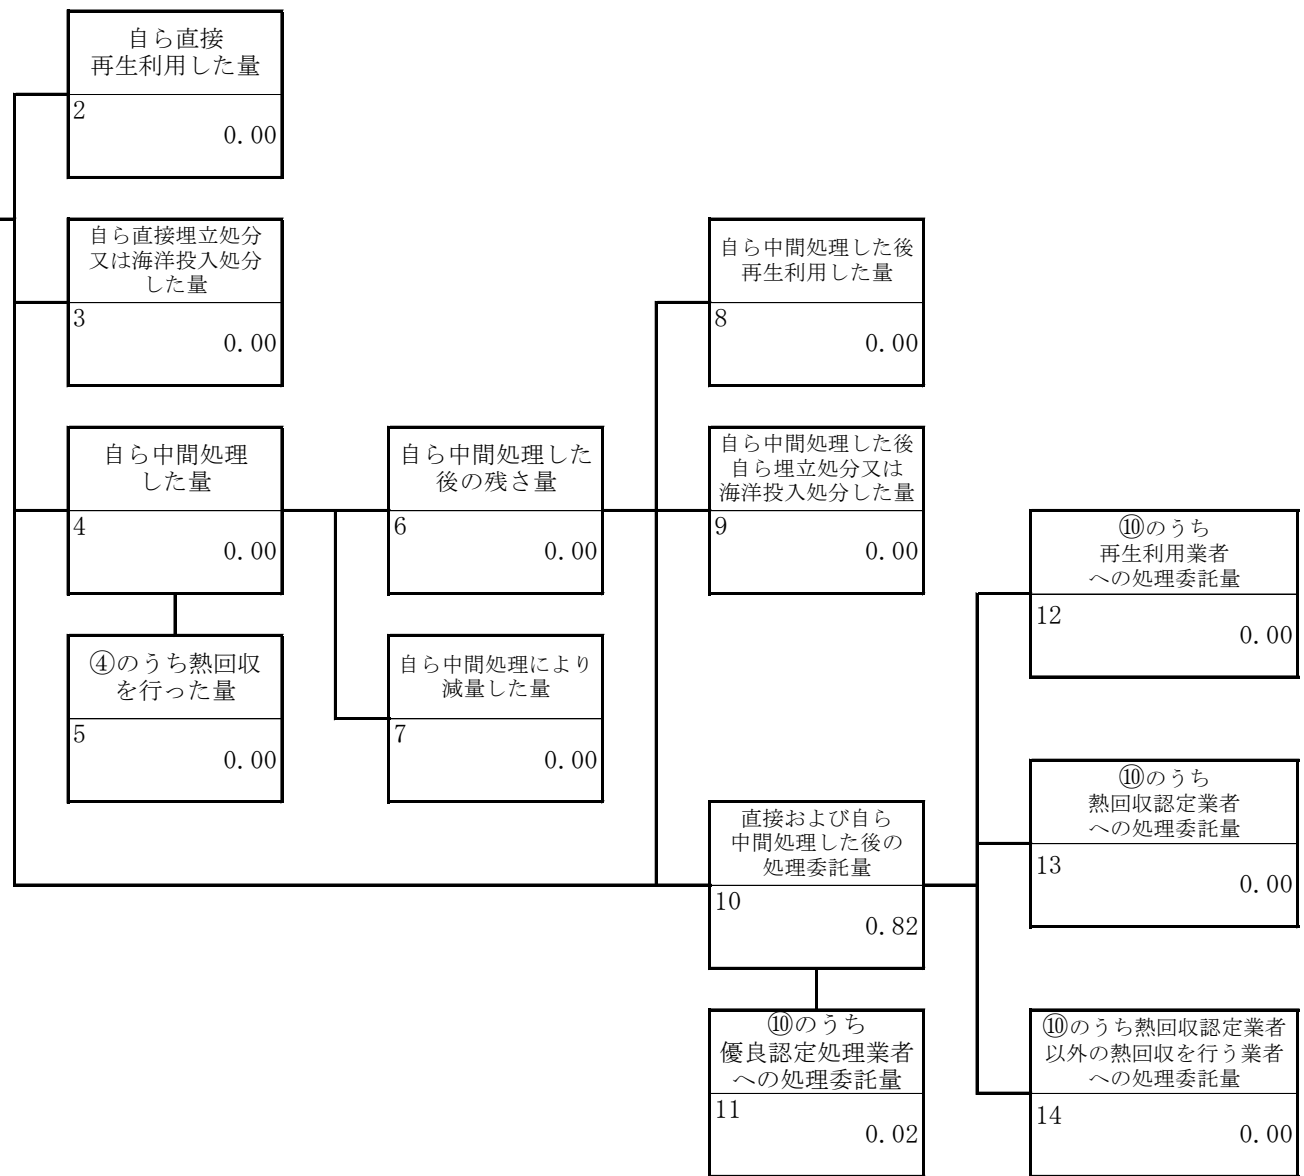 自ら直接
再生利用した量
2
0.00
自ら直接埋立処分
又は海洋投入処分
した量
3
0.00
自ら中間処理した後
再生利用した量
8
0.00
自ら中間処理
した量
4
0.00
自ら中間処理した
後の残さ量
6
0.00
自ら中間処理した後
自ら埋立処分又は
海洋投入処分した量
9
0.00
⑩のうち
再生利用業者
への処理委託量
12
0.00
④のうち熱回収
を行った量
5
0.00
自ら中間処理により
減量した量
7
0.00
⑩のうち
熱回収認定業者
への処理委託量
13
0.00
直接および自ら
中間処理した後の
処理委託量
10
0.82
⑩のうち
優良認定処理業者
への処理委託量
11
0.02
⑩のうち熱回収認定業者
以外の熱回収を行う業者
への処理委託量
14
0.00